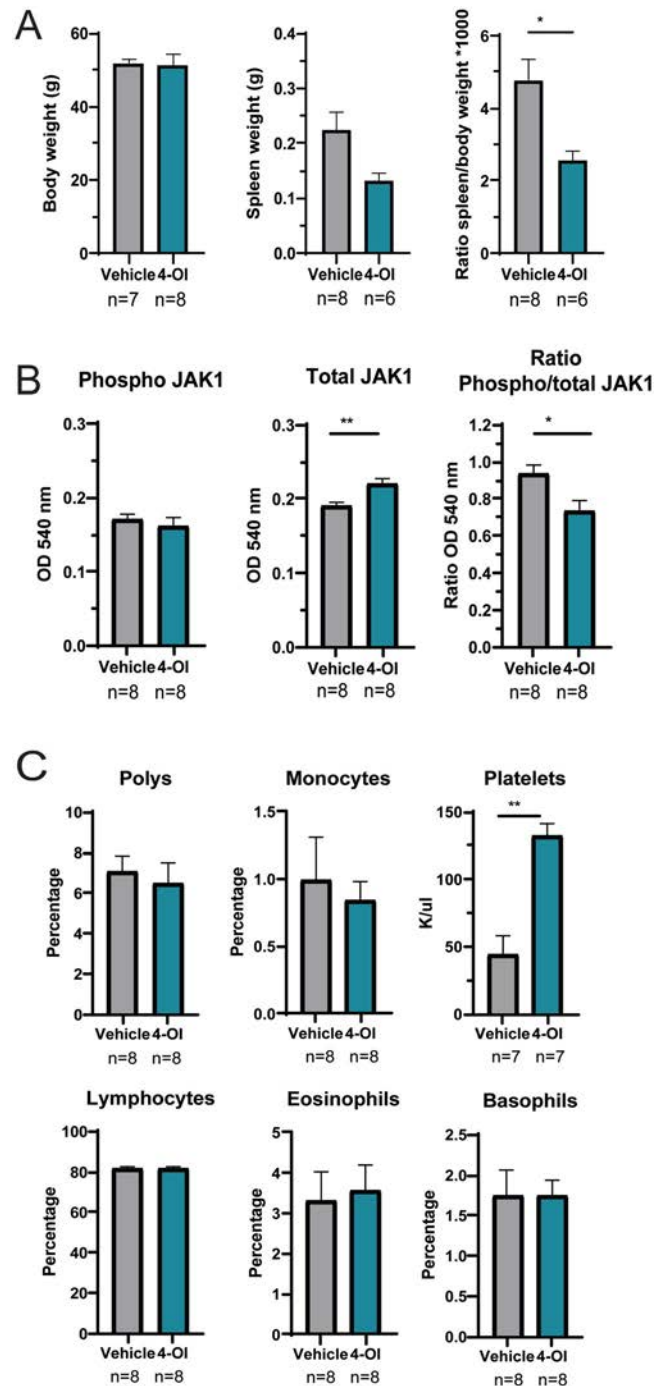 A
Body weight (g)
60
40
20
0
Vehicle 4-OI
n=7 n=8
Spleen weight (g)
0.4
0.3
0.2
0.1
0.0
Vehicle 4-OI
n=8 n=6
Ratio spleen/body weight *1000
6
4
2
0
*
Vehicle 4-OI
n=8 n=6
B
Phospho JAK1
OD 540 nm
0.3
0.2
0.1
0.0
Vehicle 4-OI
n=8 n=8
Total JAK1
OD 540 nm
0.3
0.2
0.1
0.0
**
Vehicle 4-OI
n=8 n=8
Ratio
Phospho/total JAK1
Ratio OD 540 nm
1.2
1.0
0.8
0.6
0.4
0.2
0.0
*
Vehicle 4-OI
n=8 n=8
C
Polys
Percentage
10
8
6
4
2
0
Vehicle 4-OI
n=8 n=8
Monocytes
Percentage
1.5
1.0
0.5
0.0
Vehicle 4-OI
n=8 n=8
Platelets
K/ul
150
100
50
0
**
Vehicle 4-OI
n=7 n=7
Lymphocytes
Percentage
100
80
60
40
20
0
Vehicle 4-OI
n=8 n=8
Eosinophils
Percentage
5
4
3
2
1
0
Vehicle 4-OI
n=8 n=8
Basophils
Percentage
2.5
2.0
1.5
1.0
0.5
0.0
Vehicle 4-OI
n=8 n=8